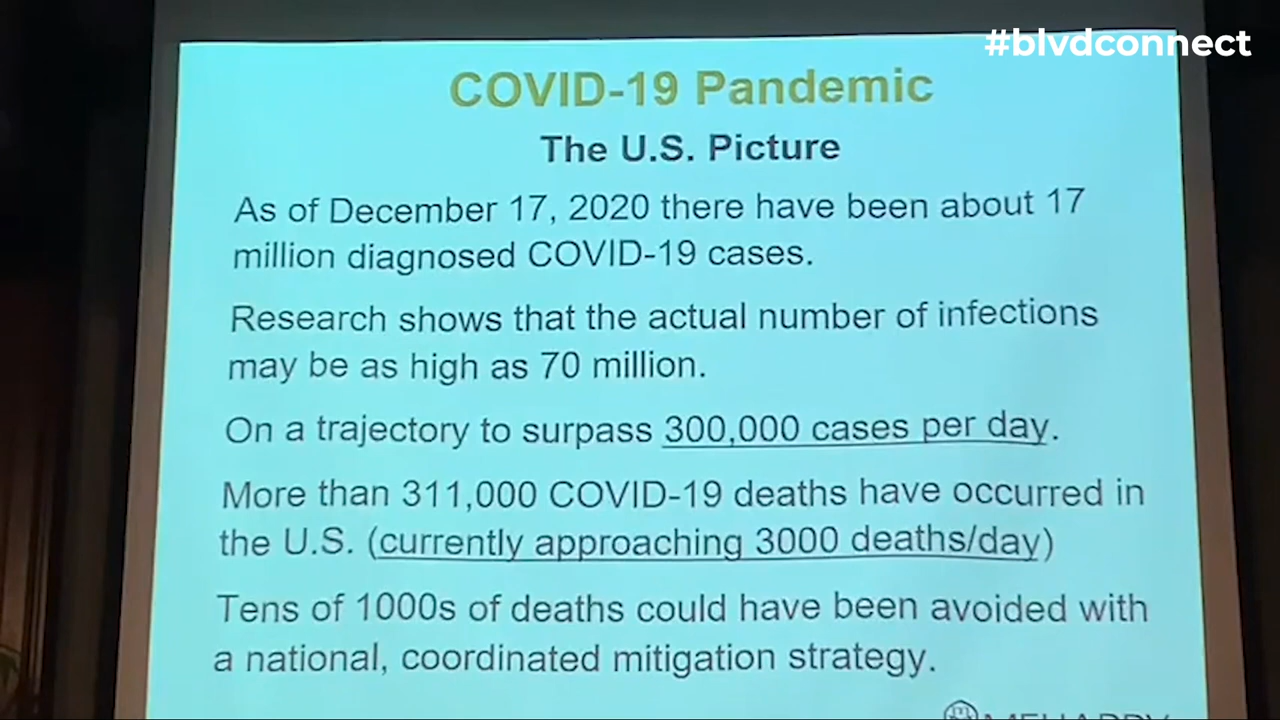 #blvdconnect
COVID-19 Pandemic
The U.S. Picture
As of December 17, 2020 there have been about 17
million diagnosed COVID-19 cases.
Research shows that the actual number of infections
may be as high as 70 million.
On a trajectory to surpass 300,000 cases per day.
More than 311,000 COVID-19 deaths have occurred in
the U.S. (currently approaching 3000 deaths/day)
Tens of 1000s of deaths could have been avoided with
a national, coordinated mitigation strategy.